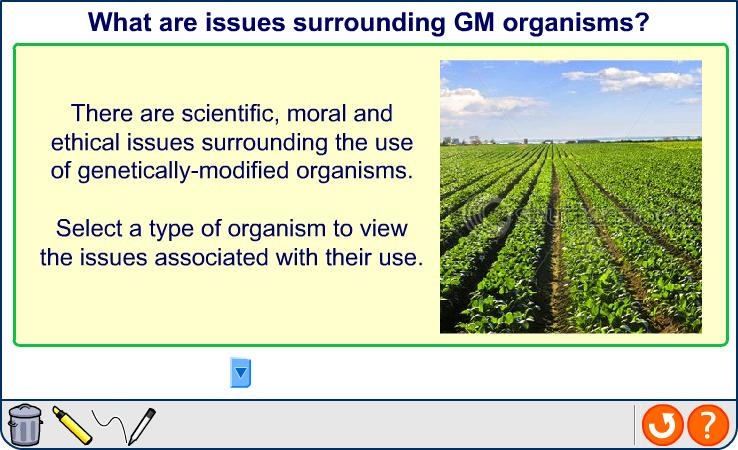 What are issues surrounding GM organisms?
There are scientific, moral and
ethical issues surrounding the use
of genetically-modified organisms.
Select a type of organism to view
the issues associated with their use.
?